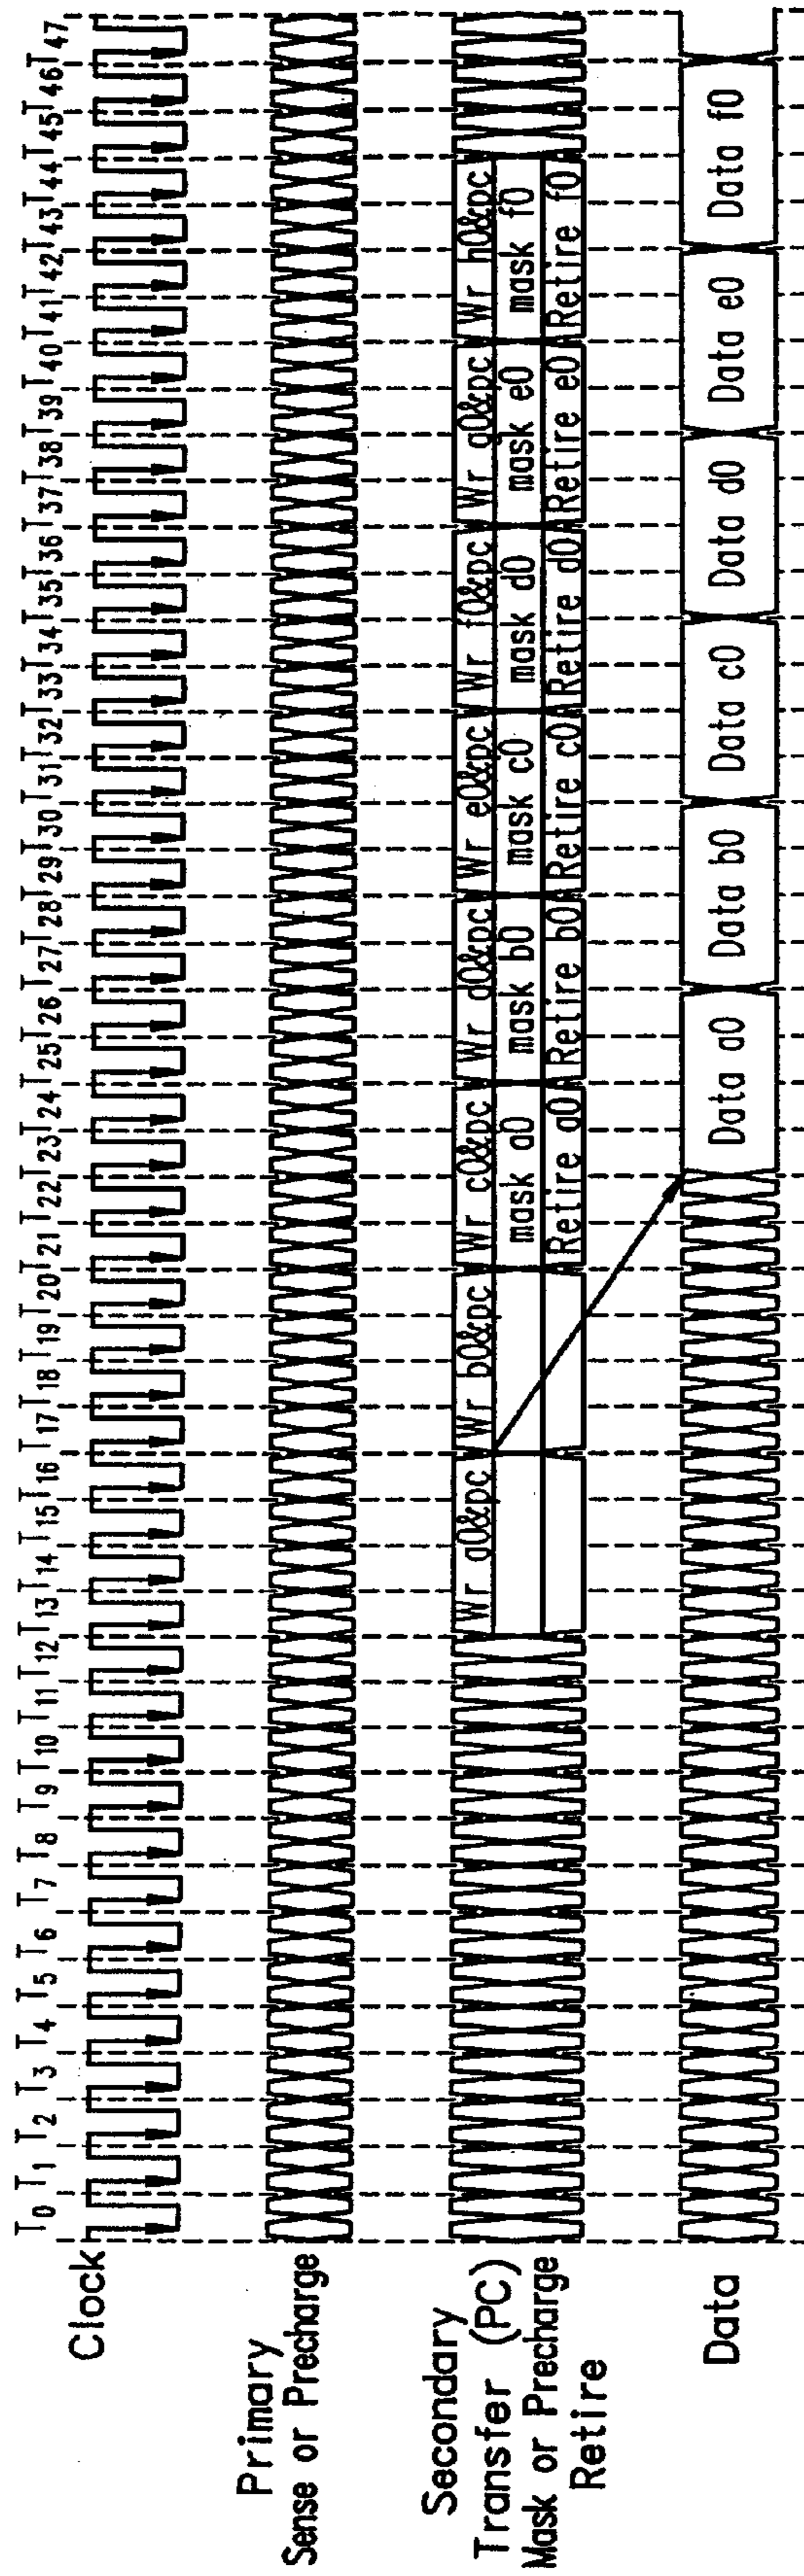 T0 T1 T2 T3 T4 T5 T6 T7 T8 T9 T10 T11 T12 T13 T14 T15 T16 T17 T18 T19 T20 T21 T22 T23 T24 T25 T26 T27 T28 T29 T30 T31 T32 T33 T34 T35 T36 T37 T38 T39 T40 T41 T42 T43 T44 T45 T46 T47
Clock
Primary
Sense or Precharge
Secondary
Transfer (PC)
Mask or Precharge
Retire
Wr a0&pc Wr b0&pc Wr c0&pc Wr d0&pc Wr e0&pc Wr f0&pc Wr g0&pc Wr h0&pc
mask a0 mask b0 mask c0 mask d0 mask e0 mask f0
Retire a0 Retire b0 Retire c0 Retire d0 Retire e0 Retire f0
Data
Data a0 Data b0 Data c0 Data d0 Data e0 Data f0